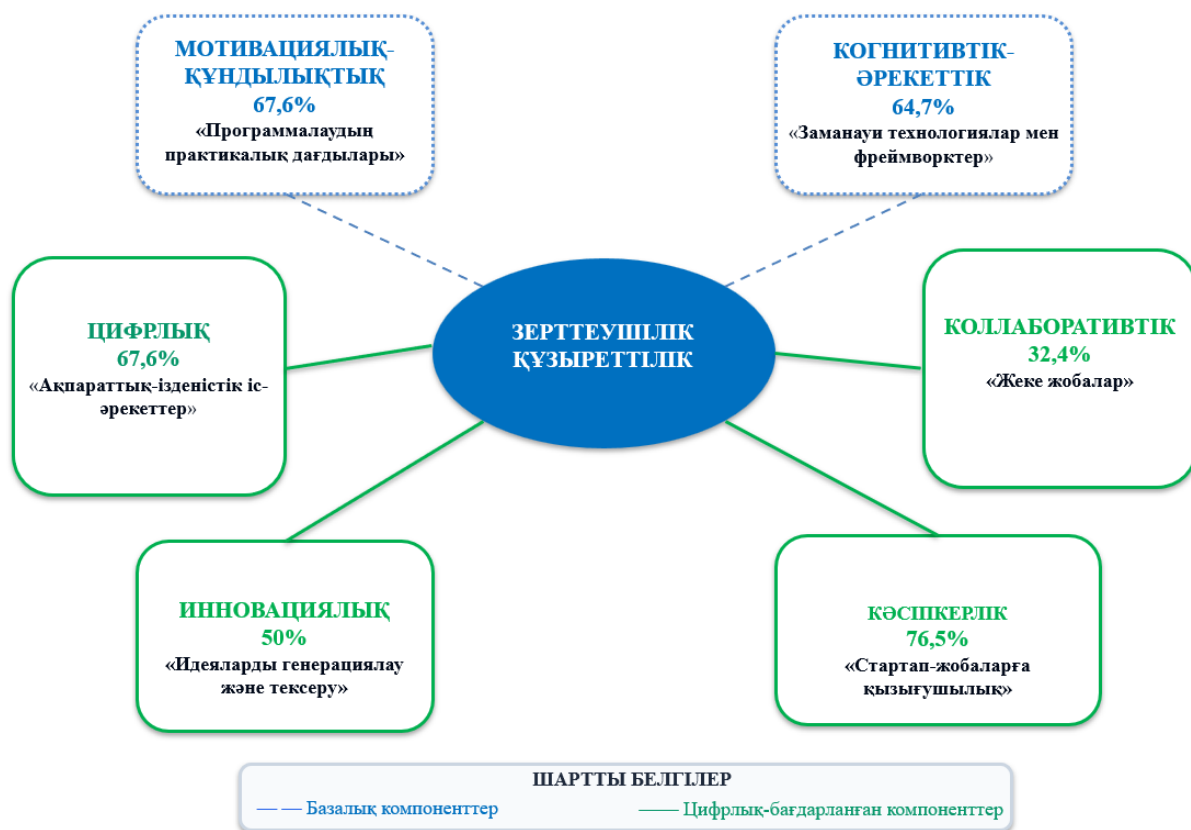 МОТИВАЦИЯЛЫҚ-
ҚҰНДЫЛЫҚТЫҚ
67,6%
«Программалаудың
практикалық дағдылары»
КОГНИТИВТІК-
ӘРЕКЕТТІК
64,7%
«Заманауи технологиялар мен
фреймворктер»
ЦИФРЛЫҚ
67,6%
«Ақпараттық-ізденістік іс-
әрекеттер»
ЗЕРТТЕУШІЛІК
ҚҰЗЫРЕТТІЛІК
КОЛЛАБОРАТИВТІК
32,4%
«Жеке жобалар»
ИННОВАЦИЯЛЫҚ
50%
«Идеяларды генерациялау
және тексеру»
КӘСІПКЕРЛІК
76,5%
«Стартап-жобаларға
қызығушылық»
ШАРТТЫ БЕЛГІЛЕР
Базалық компоненттер
Цифрлық-бағдарланған компоненттер